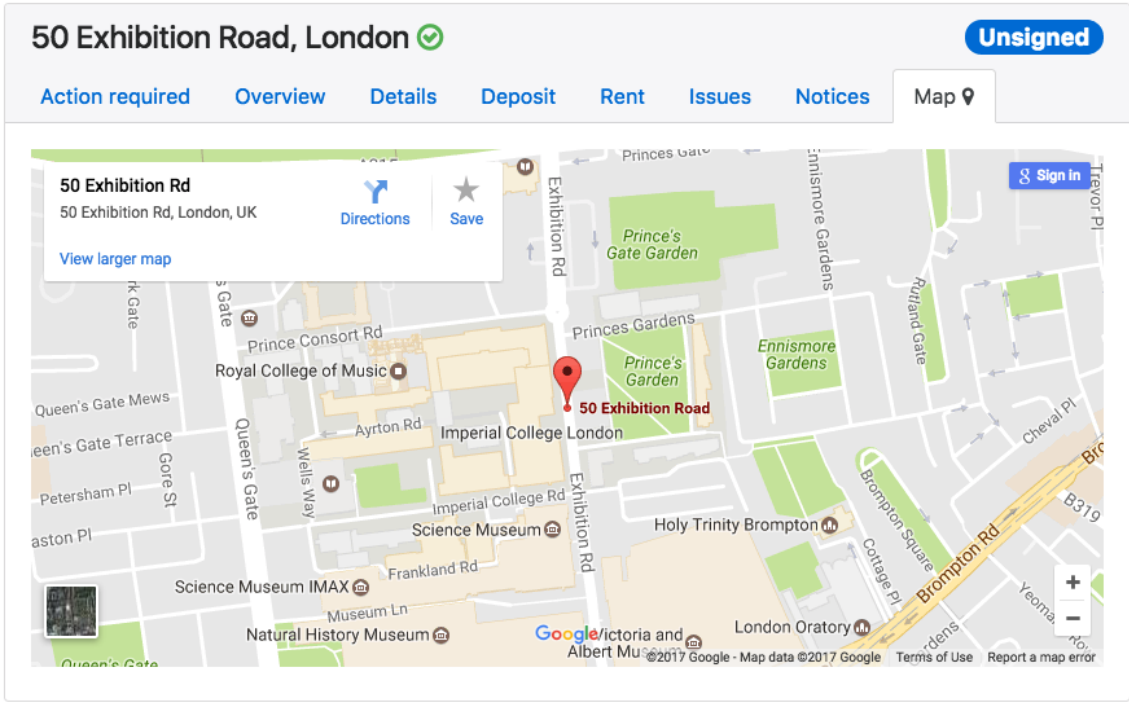 50 Exhibition Road, London
Unsigned
Action required
Overview
Details
Deposit
Rent
Issues
Notices
Map
50 Exhibition Rd
50 Exhibition Rd, London, UK
View larger map
Directions
Save
Sign in
Princes Gate
Exhibition Rd
Ennismore Gardens
Trevor Pl
Prince's
Gate Garden
rk Gate
s Gate
Rutland Gate
Prince Consort Rd
Princes Gardens
Royal College of Music
Prince's
Garden
Ennismore
Gardens
50 Exhibition Road
Queen's Gate Mews
Ayrton Rd
Imperial College London
Cheval Pl
een's Gate Terrace
Queen's Gate
Gore St
Wells Way
Bro
Petersham Pl
Imperial College Rd
Exhibition Rd
Brompton Square
B319
aston Pl
Science Museum
Holy Trinity Brompton
Frankland Rd
Cottage Pl
Brompton Rd
Science Museum IMAX
Museum Ln
Natural History Museum
Google
Victoria and
Albert Museum
London Oratory
Queen's Gate
©2017 Google - Map data ©2017 Google
Terms of Use
Report a map error